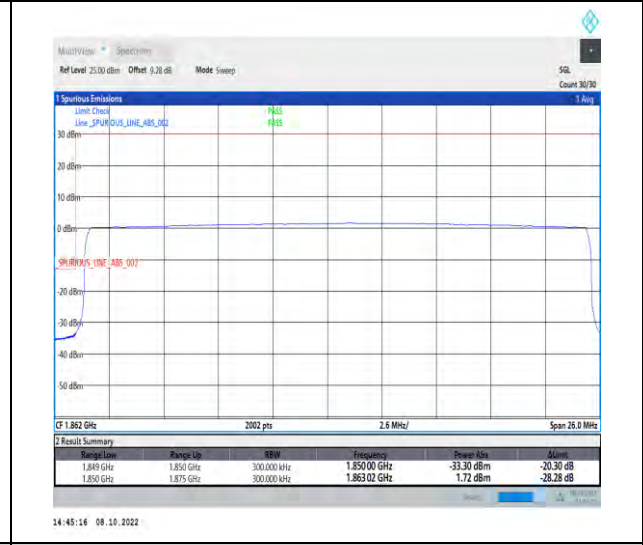 MultiView Spectrum
Ref Level 25.00 dBm Offset 9.28 dB Mode Sweep SGL
Count 30/30
1 Spurious Emissions 1 Avg
Limit Check PASS
Line _SPURIOUS_LINE_ABS_002 PASS
30 dBm
20 dBm
10 dBm
0 dBm
_SPURIOUS_LINE_ABS_002
-20 dBm
-30 dBm
-40 dBm
-50 dBm
CF 1.862 GHz 2002 pts 2.6 MHz/ Span 26.0 MHz
2 Result Summary
Range Low Range Up RBW Frequency Power Abs ΔLimit
1.849 GHz 1.850 GHz 300.000 kHz 1.850 00 GHz -33.30 dBm -20.30 dB
1.850 GHz 1.875 GHz 300.000 kHz 1.863 02 GHz 1.72 dBm -28.28 dB
14:45:16 08.10.2022